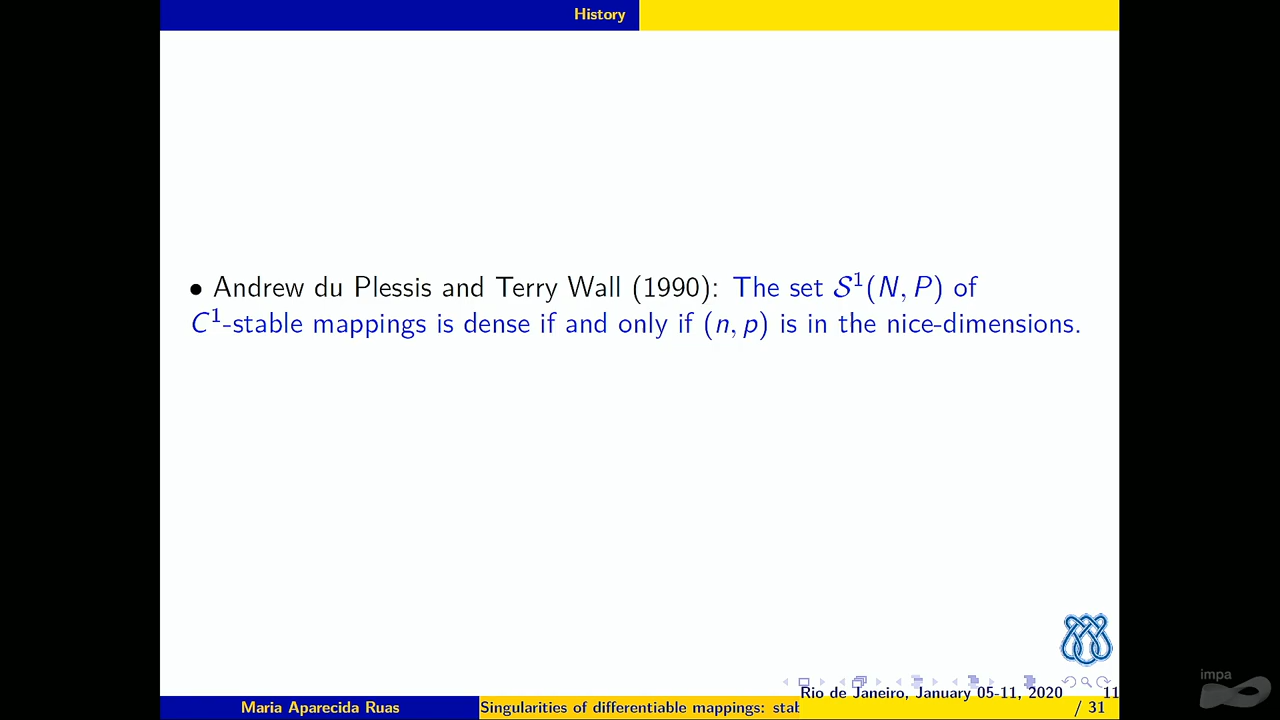 History
• Andrew du Plessis and Terry Wall (1990): The set 𝒮¹(N, P) of
C¹-stable mappings is dense if and only if (n, p) is in the nice-dimensions.
impa
Rio de Janeiro, January 05-11, 2020 11
Maria Aparecida Ruas Singularities of differentiable mappings: stab / 31